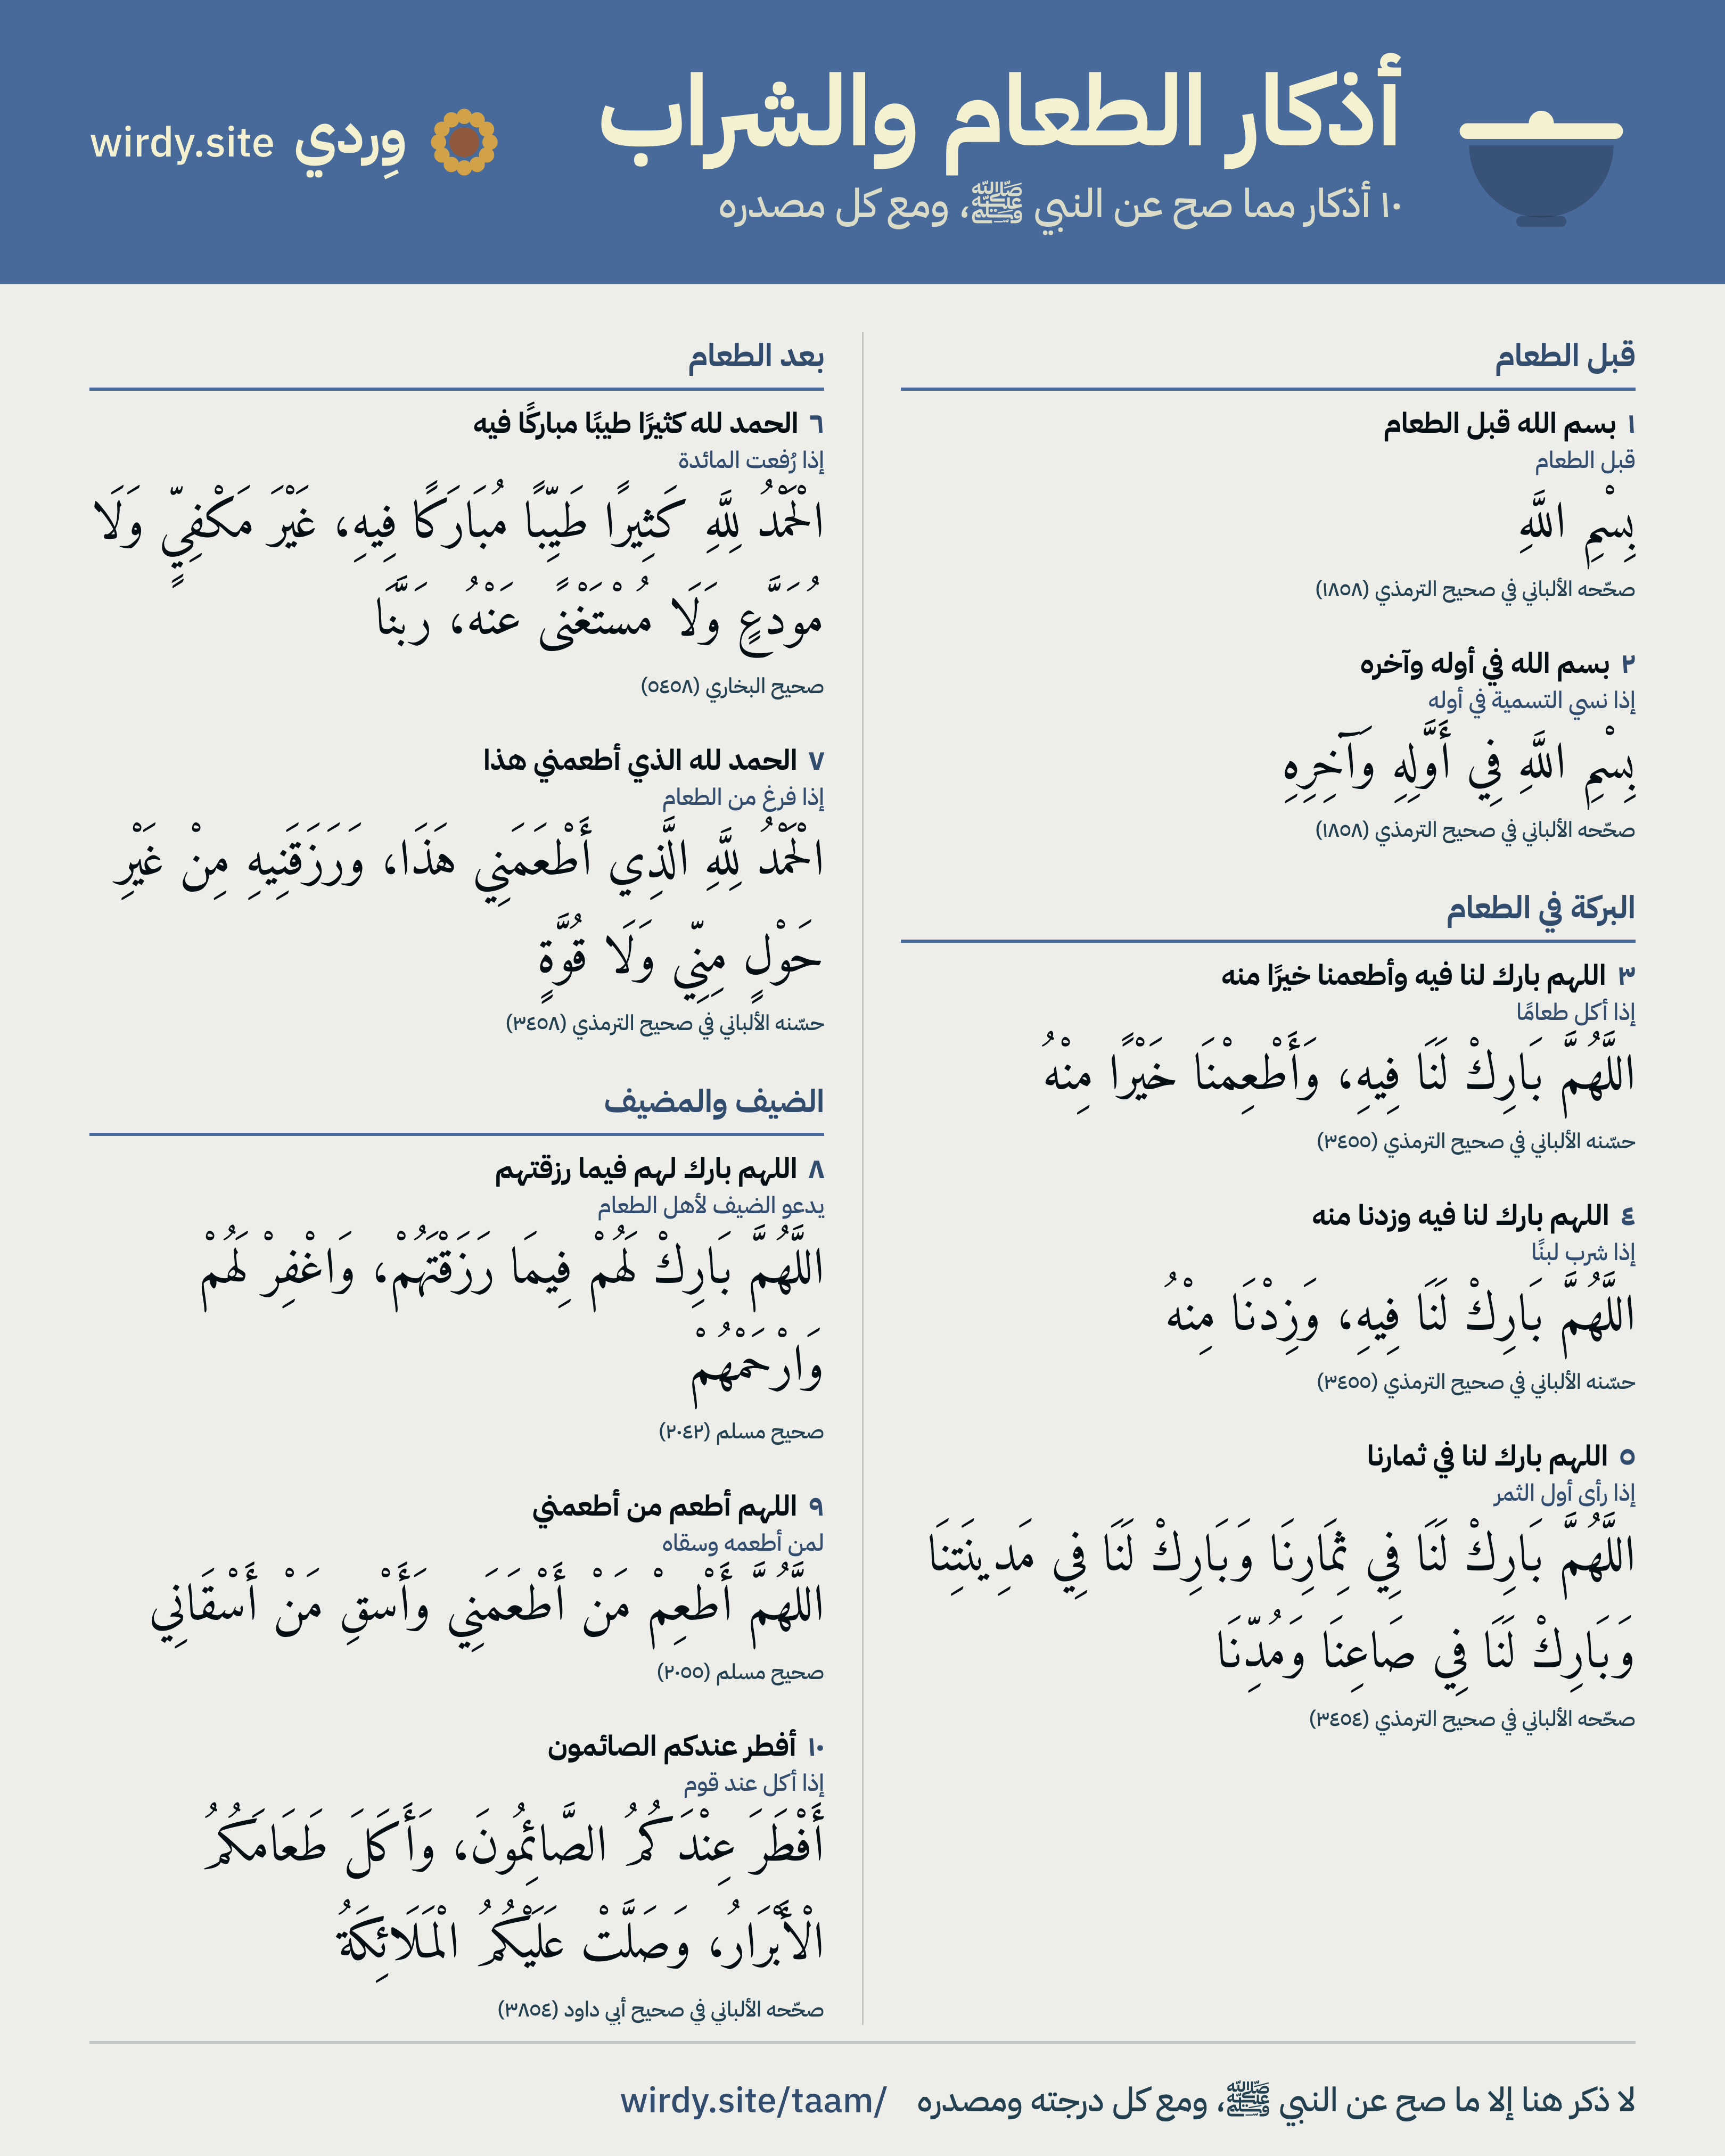 أذكار الطعام والشراب
١٠ أذكار مما صح عن النبي ﷺ، ومع كل مصدره
وِردي wirdy.site
قبل الطعام
١ بسم الله قبل الطعام
قبل الطعام
بِسْمِ اللَّهِ
صحّحه الألباني في صحيح الترمذي (١٨٥٨)
٢ بسم الله في أوله وآخره
إذا نسي التسمية في أوله
بِسْمِ اللَّهِ فِي أَوَّلِهِ وَآخِرِهِ
صحّحه الألباني في صحيح الترمذي (١٨٥٨)
البركة في الطعام
٣ اللهم بارك لنا فيه وأطعمنا خيرًا منه
إذا أكل طعامًا
اللَّهُمَّ بَارِكْ لَنَا فِيهِ، وَأَطْعِمْنَا خَيْرًا مِنْهُ
حسّنه الألباني في صحيح الترمذي (٣٤٥٥)
٤ اللهم بارك لنا فيه وزدنا منه
إذا شرب لبنًا
اللَّهُمَّ بَارِكْ لَنَا فِيهِ، وَزِدْنَا مِنْهُ
حسّنه الألباني في صحيح الترمذي (٣٤٥٥)
٥ اللهم بارك لنا في ثمارنا
إذا رأى أول الثمر
اللَّهُمَّ بَارِكْ لَنَا فِي ثِمَارِنَا وَبَارِكْ لَنَا فِي مَدِينَتِنَا
وَبَارِكْ لَنَا فِي صَاعِنَا وَمُدِّنَا
صحّحه الألباني في صحيح الترمذي (٣٤٥٤)
بعد الطعام
٦ الحمد لله كثيرًا طيبًا مباركًا فيه
إذا رُفعت المائدة
الْحَمْدُ لِلَّهِ كَثِيرًا طَيِّبًا مُبَارَكًا فِيهِ، غَيْرَ مَكْفِيٍّ وَلَا
مُوَدَّعٍ وَلَا مُسْتَغْنًى عَنْهُ، رَبَّنَا
صحيح البخاري (٥٤٥٨)
٧ الحمد لله الذي أطعمني هذا
إذا فرغ من الطعام
الْحَمْدُ لِلَّهِ الَّذِي أَطْعَمَنِي هَذَا، وَرَزَقَنِيهِ مِنْ غَيْرِ
حَوْلٍ مِنِّي وَلَا قُوَّةٍ
حسّنه الألباني في صحيح الترمذي (٣٤٥٨)
الضيف والمضيف
٨ اللهم بارك لهم فيما رزقتهم
يدعو الضيف لأهل الطعام
اللَّهُمَّ بَارِكْ لَهُمْ فِيمَا رَزَقْتَهُمْ، وَاغْفِرْ لَهُمْ
وَارْحَمْهُمْ
صحيح مسلم (٢٠٤٢)
٩ اللهم أطعم من أطعمني
لمن أطعمه وسقاه
اللَّهُمَّ أَطْعِمْ مَنْ أَطْعَمَنِي وَأَسْقِ مَنْ أَسْقَانِي
صحيح مسلم (٢٠٥٥)
١٠ أفطر عندكم الصائمون
إذا أكل عند قوم
أَفْطَرَ عِنْدَكُمُ الصَّائِمُونَ، وَأَكَلَ طَعَامَكُمُ
الْأَبْرَارُ، وَصَلَّتْ عَلَيْكُمُ الْمَلَائِكَةُ
صحّحه الألباني في صحيح أبي داود (٣٨٥٤)
لا ذكر هنا إلا ما صح عن النبي ﷺ، ومع كل درجته ومصدره wirdy.site/taam/